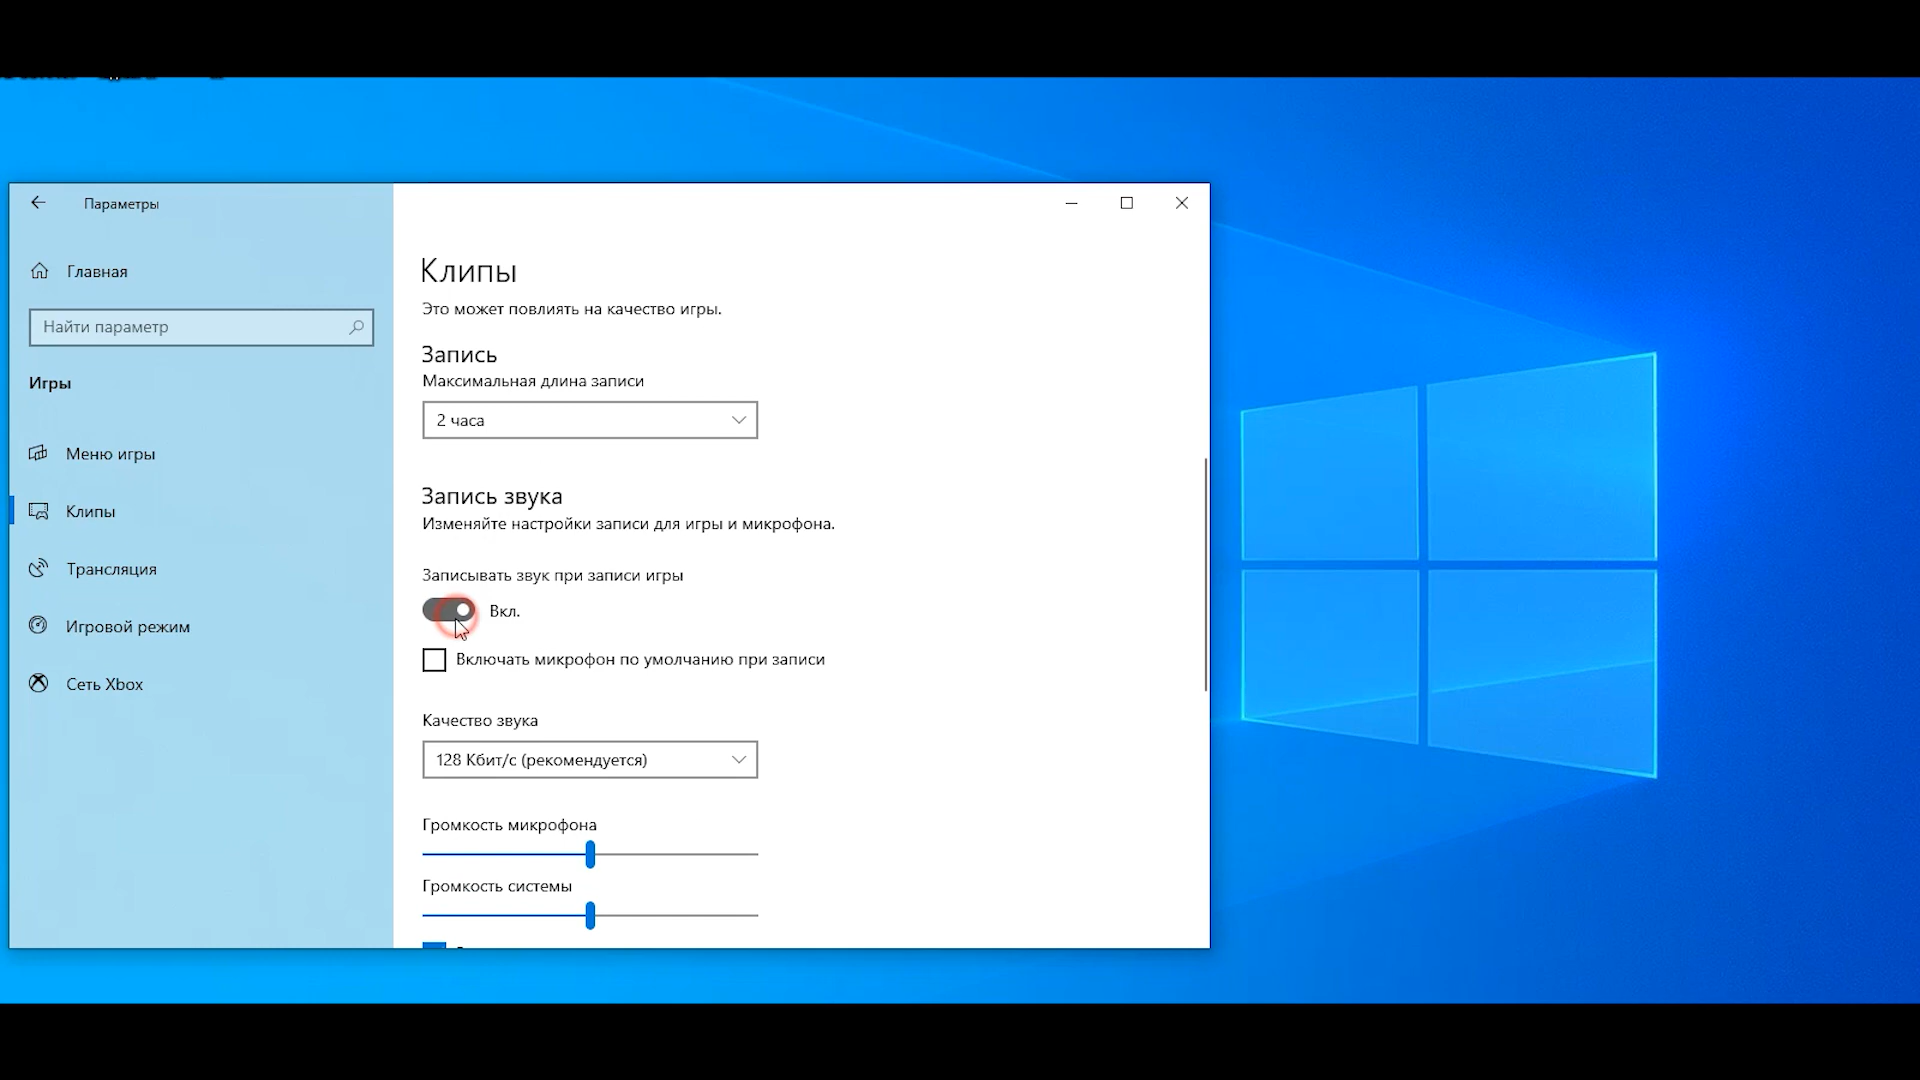 Параметры
Главная
Найти параметр
Игры
Меню игры
Клипы
Трансляция
Игровой режим
Сеть Xbox
Клипы
Это может повлиять на качество игры.
Запись
Максимальная длина записи
2 часа
Запись звука
Изменяйте настройки записи для игры и микрофона.
Записывать звук при записи игры
Вкл.
Включать микрофон по умолчанию при записи
Качество звука
128 Кбит/с (рекомендуется)
Громкость микрофона
Громкость системы